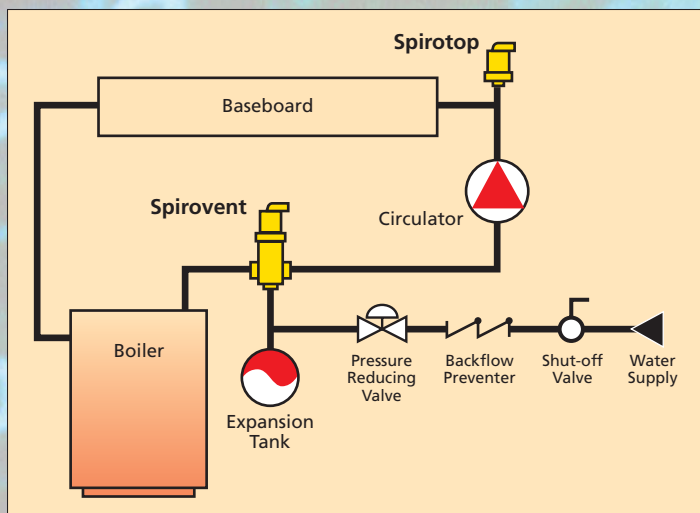 Spirotop
Baseboard
Spirovent
Circulator
Boiler
Expansion
Tank
Pressure
Reducing
Valve
Backflow
Preventer
Shut-off
Valve
Water
Supply